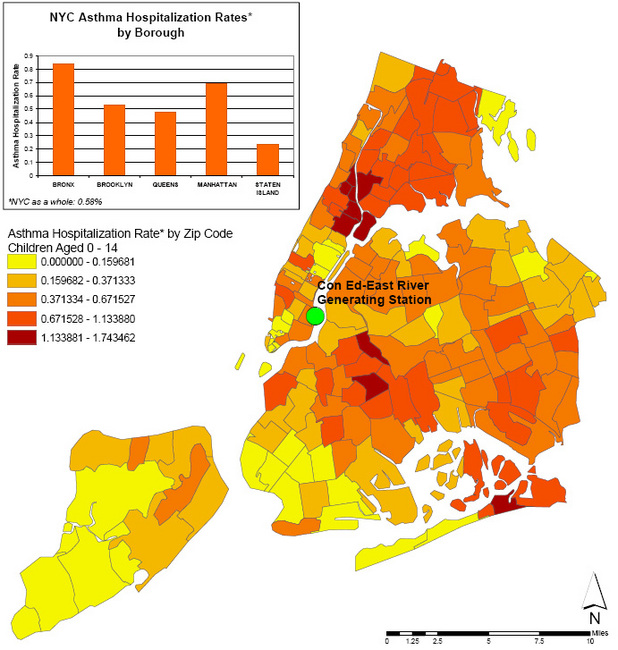 NYC Asthma Hospitalization Rates*
by Borough
Asthma Hospitalization Rate
0.9
0.8
0.7
0.6
0.5
0.4
0.3
0.2
0.1
0
BRONX
BROOKLYN
QUEENS
MANHATTAN
STATEN
ISLAND
*NYC as a whole: 0.58%
Asthma Hospitalization Rate* by Zip Code
Children Aged 0 - 14
0.000000 - 0.159681
0.159682 - 0.371333
0.371334 - 0.671527
0.671528 - 1.133880
1.133881 - 1.743462
Con Ed-East River
Generating Station
N
Miles
0 1.25 2.5 5 7.5 10